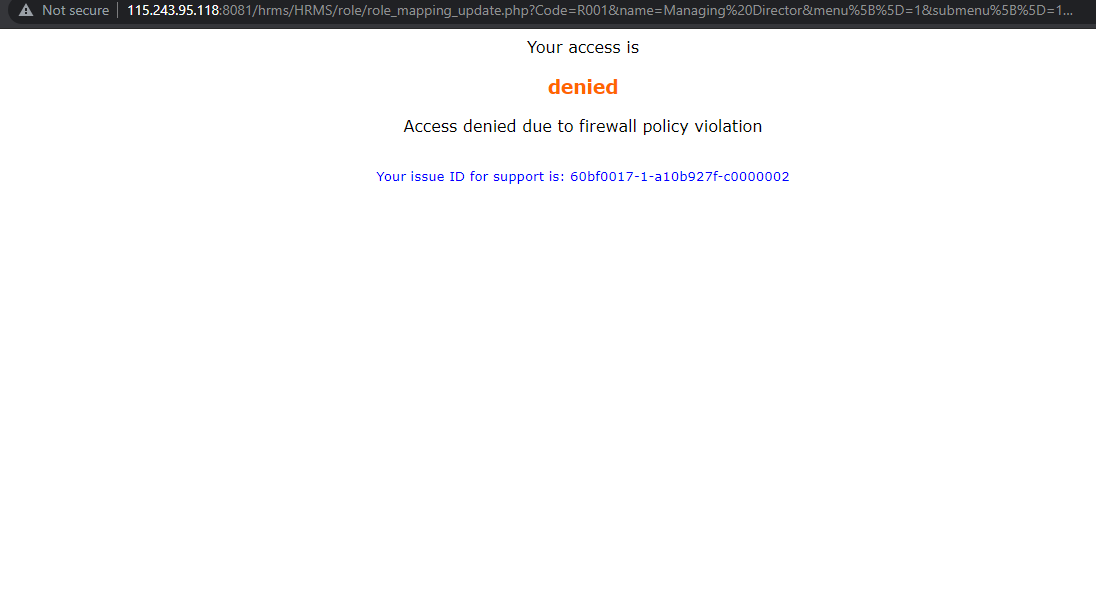 Not secure | 115.243.95.118:8081/hrms/HRMS/role/role_mapping_update.php?Code=R001&name=Managing%20Director&menu%5B%5D=1&submenu%5B%5D=1...
Your access is
denied
Access denied due to firewall policy violation
Your issue ID for support is: 60bf0017-1-a10b927f-c0000002